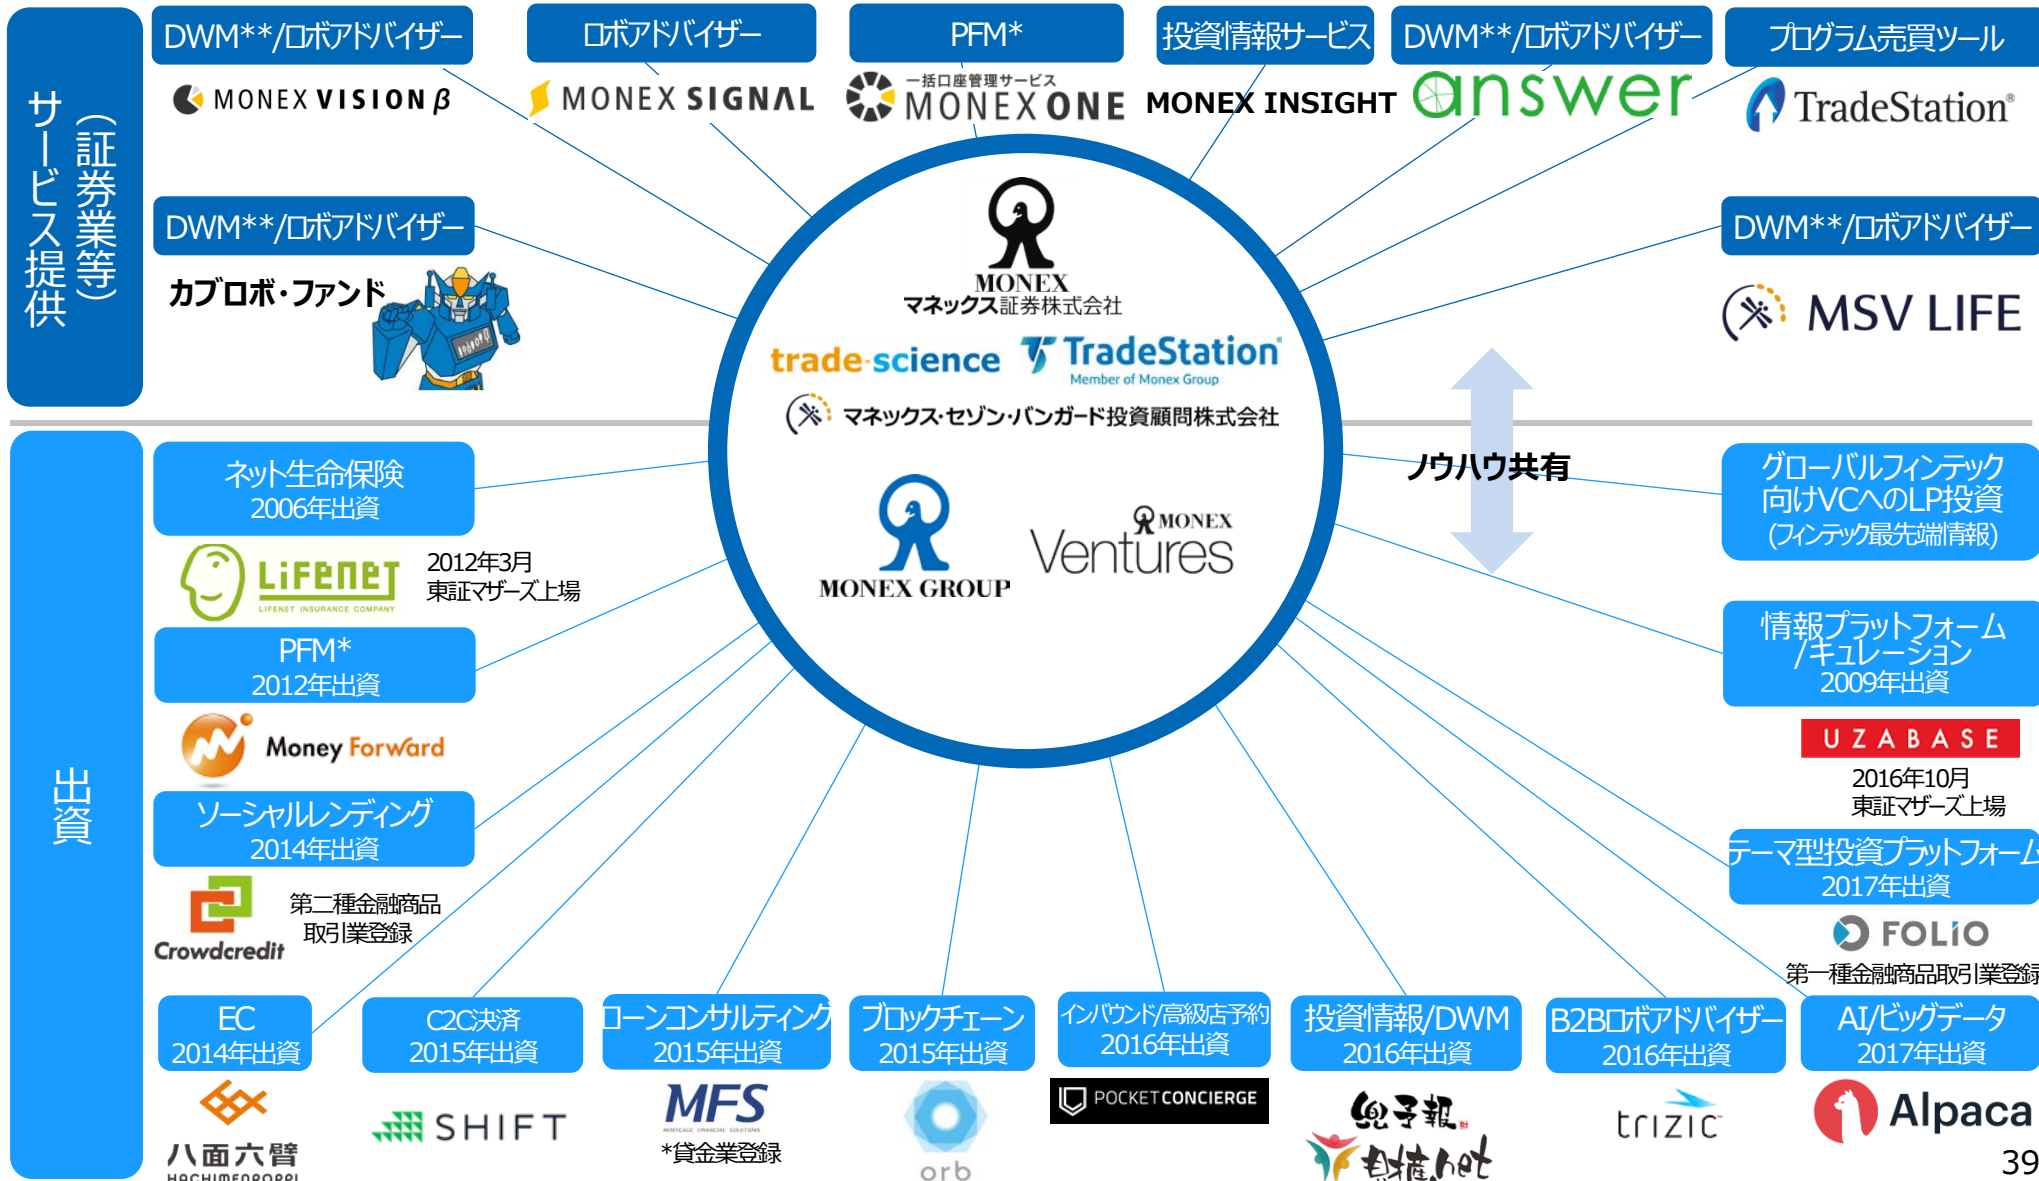 サービス提供
（証券業等）
DWM**/ロボアドバイザー
MONEX VISION β
ロボアドバイザー
MONEX SIGNAL
PFM*
一括口座管理サービス
MONEX ONE
投資情報サービス
MONEX INSIGHT
DWM**/ロボアドバイザー
answer
プログラム売買ツール
TradeStation®
DWM**/ロボアドバイザー
カブロボ・ファンド
DWM**/ロボアドバイザー
MSV LIFE
MONEX
マネックス証券株式会社
trade-science
TradeStation
Member of Monex Group
マネックス・セゾン・バンガード投資顧問株式会社
MONEX GROUP
MONEX
Ventures
ノウハウ共有
出資
ネット生命保険
2006年出資
LIFENET
LIFENET INSURANCE COMPANY
2012年3月
東証マザーズ上場
PFM*
2012年出資
Money Forward
ソーシャルレンディング
2014年出資
Crowdcredit
第二種金融商品
取引業登録
グローバルフィンテック
向けVCへのLP投資
(フィンテック最先端情報)
情報プラットフォーム
/キュレーション
2009年出資
UZABASE
2016年10月
東証マザーズ上場
テーマ型投資プラットフォーム
2017年出資
FOLIO
第一種金融商品取引業登録
EC
2014年出資
八面六臂
HACHIMENROPPI
C2C決済
2015年出資
SHIFT
ローンコンサルティング
2015年出資
MFS
MORTGAGE FINANCIAL SOLUTIONS
*貸金業登録
ブロックチェーン
2015年出資
orb
インバウンド/高級店予約
2016年出資
POCKET CONCIERGE
投資情報/DWM
2016年出資
兜予報
財産.net
B2Bロボアドバイザー
2016年出資
trizic
AI/ビッグデータ
2017年出資
Alpaca
39